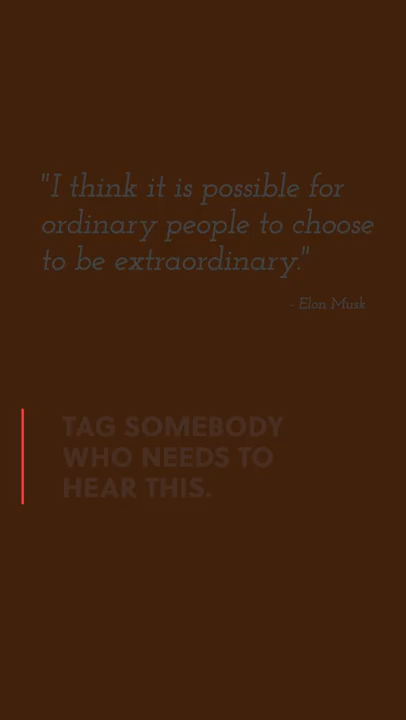 "I think it is possible for
ordinary people to choose
to be extraordinary."
- Elon Musk
TAG SOMEBODY
WHO NEEDS TO
HEAR THIS.